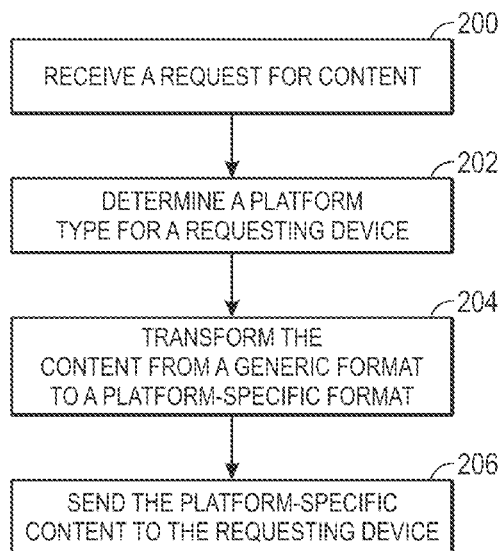 200
RECEIVE A REQUEST FOR CONTENT
202
DETERMINE A PLATFORM
TYPE FOR A REQUESTING DEVICE
204
TRANSFORM THE
CONTENT FROM A GENERIC FORMAT
TO A PLATFORM-SPECIFIC FORMAT
206
SEND THE PLATFORM-SPECIFIC
CONTENT TO THE REQUESTING DEVICE